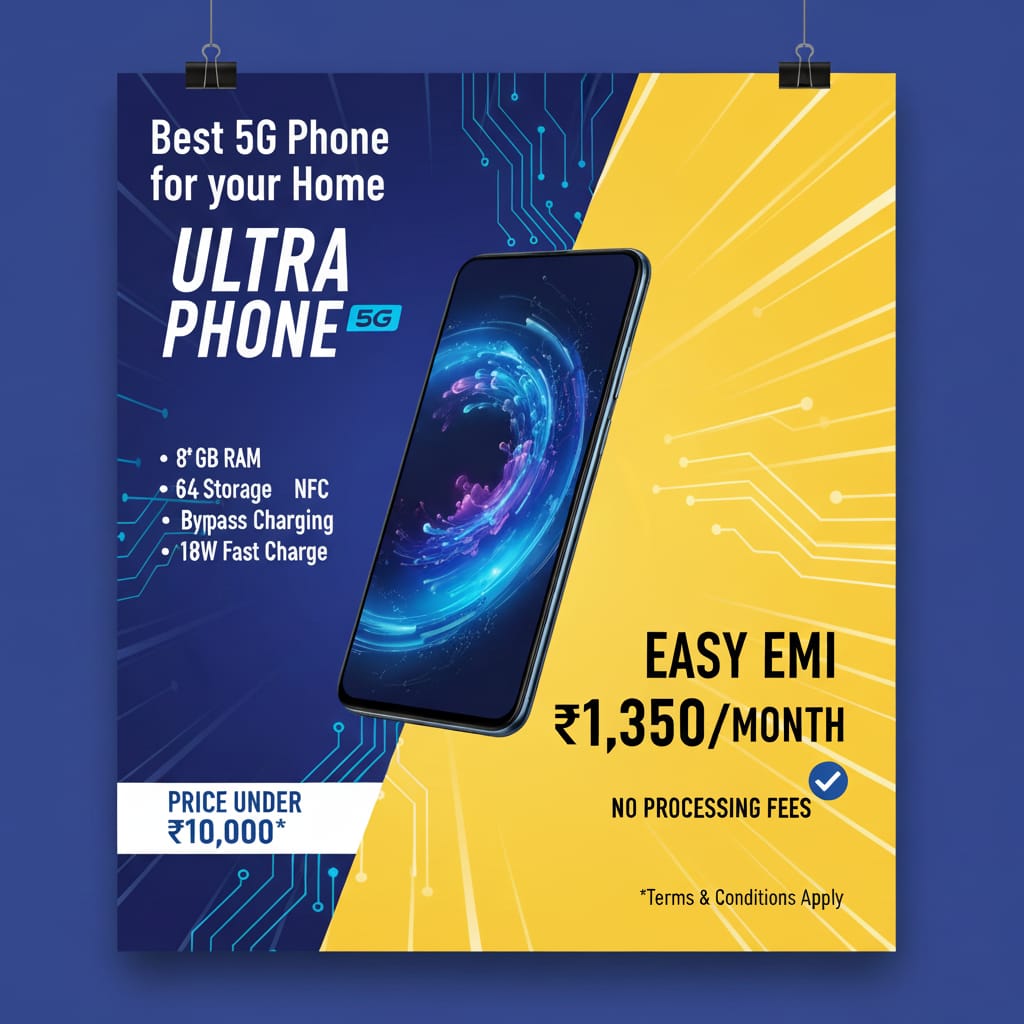 Best 5G Phone
for your Home
ULTRA
PHONE 5G
• 8* GB RAM
• 64 Storage NFC
• Bypass Charging
• 18W Fast Charge
EASY EMI
₹1,350/MONTH
NO PROCESSING FEES
PRICE UNDER
₹10,000*
*Terms & Conditions Apply